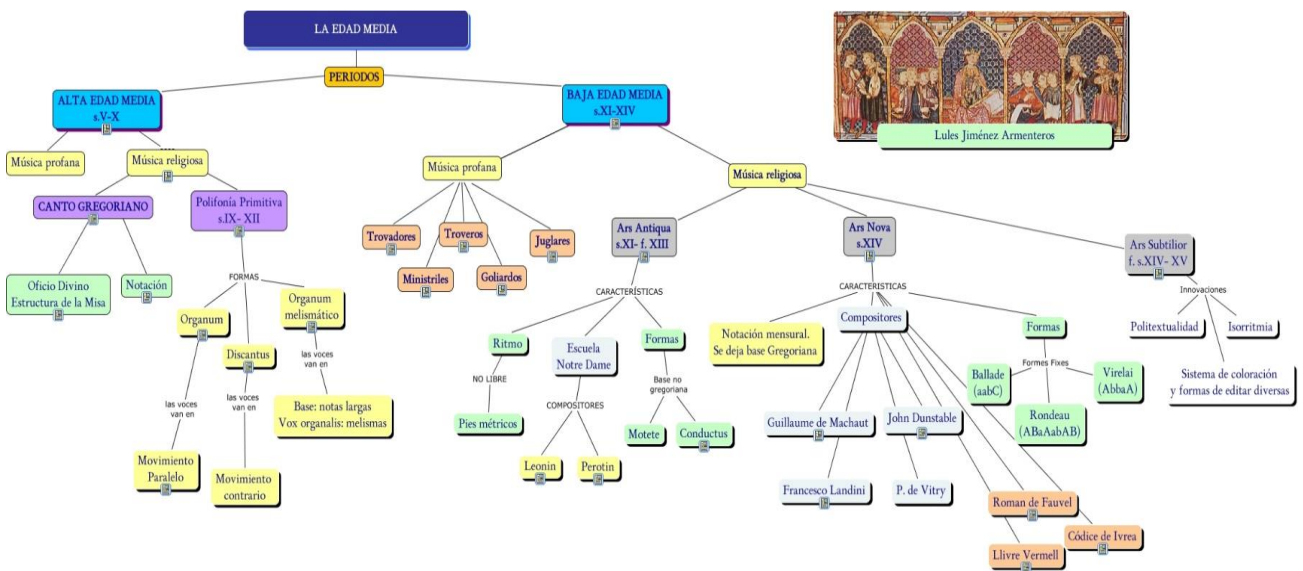 LA EDAD MEDIA
PERIODOS
ALTA EDAD MEDIA
s.V-X
Música profana
Música religiosa
CANTO GREGORIANO
Oficio Divino
Estructura de la Misa
Notación
Polifonía Primitiva
s.IX- XII
FORMAS
Organum
las voces
van en
Movimiento
Paralelo
Discantus
las voces
van en
Movimiento
contrario
Organum
melismático
las voces
van en
Base: notas largas
Vox organalis: melismas
BAJA EDAD MEDIA
s.XI-XIV
Música profana
Trovadores
Ministriles
Troveros
Goliardos
Juglares
Música religiosa
Ars Antiqua
s.XI- f. XIII
CARACTERÍSTICAS
Ritmo
NO LIBRE
Pies métricos
Escuela
Notre Dame
COMPOSITORES
Leonin
Perotin
Formas
Base no
gregoriana
Motete
Conductus
Ars Nova
s.XIV
CARACTERISTICAS
Notación mensural.
Se deja base Gregoriana
Compositores
Guillaume de Machaut
John Dunstable
Francesco Landini
P. de Vitry
Roman de Fauvel
Llivre Vermell
Códice de Ivrea
Formas
Formes Fixes
Ballade
(aabC)
Rondeau
(ABaAabAB)
Virelai
(AbbaA)
Ars Subtilior
f. s.XIV- XV
Innovaciones
Politextualidad
Isorritmia
Sistema de coloración
y formas de editar diversas
Lules Jiménez Armenteros